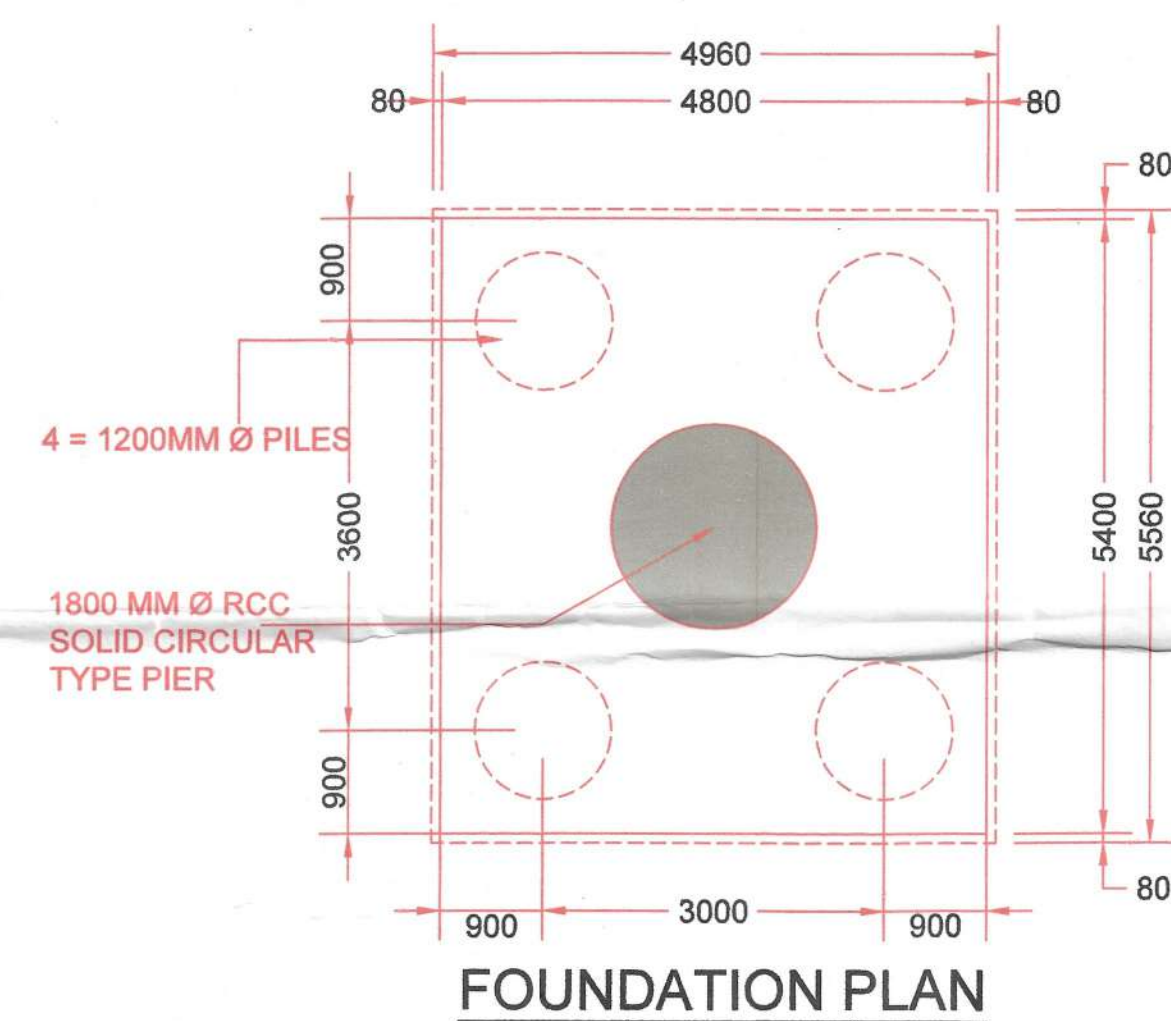 4960
80 4800 80
80
900
4 = 1200MM Ø PILES
3600
5400
5560
1800 MM Ø RCC
SOLID CIRCULAR
TYPE PIER
900
80
900 3000 900
FOUNDATION PLAN